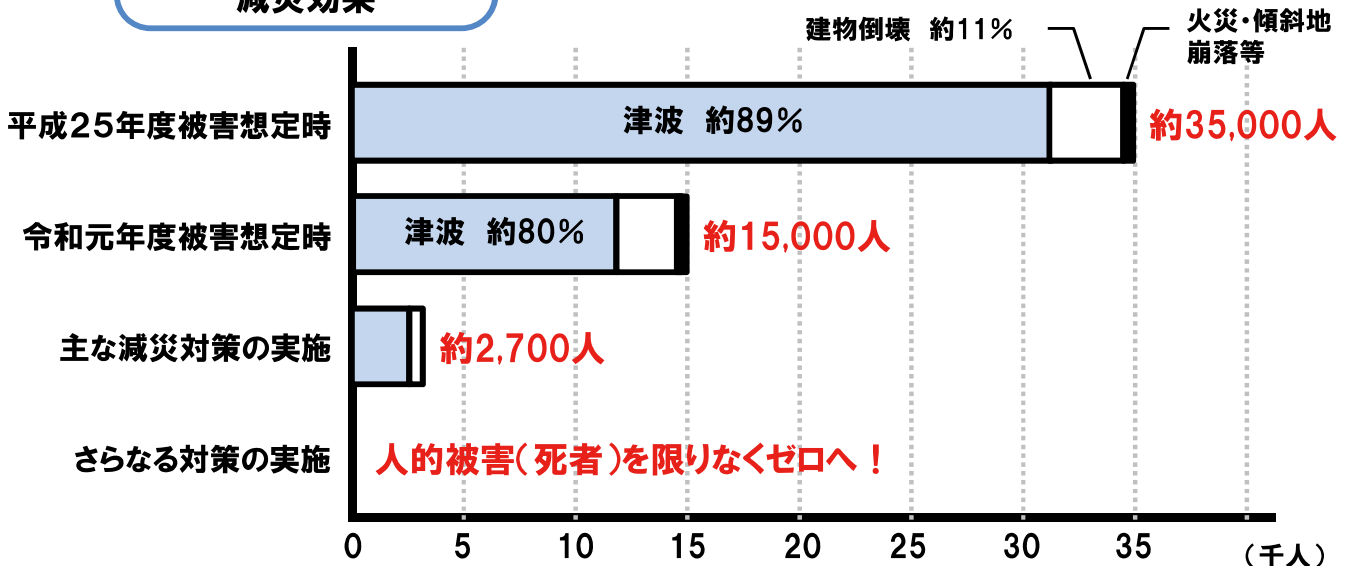 減災効果
建物倒壊 約11%
火災・傾斜地
崩落等
平成25年度被害想定時
津波 約89%
約35,000人
令和元年度被害想定時
津波 約80%
約15,000人
主な減災対策の実施
約2,700人
さらなる対策の実施
人的被害(死者)を限りなくゼロへ！
0 5 10 15 20 25 30 35 (千人)